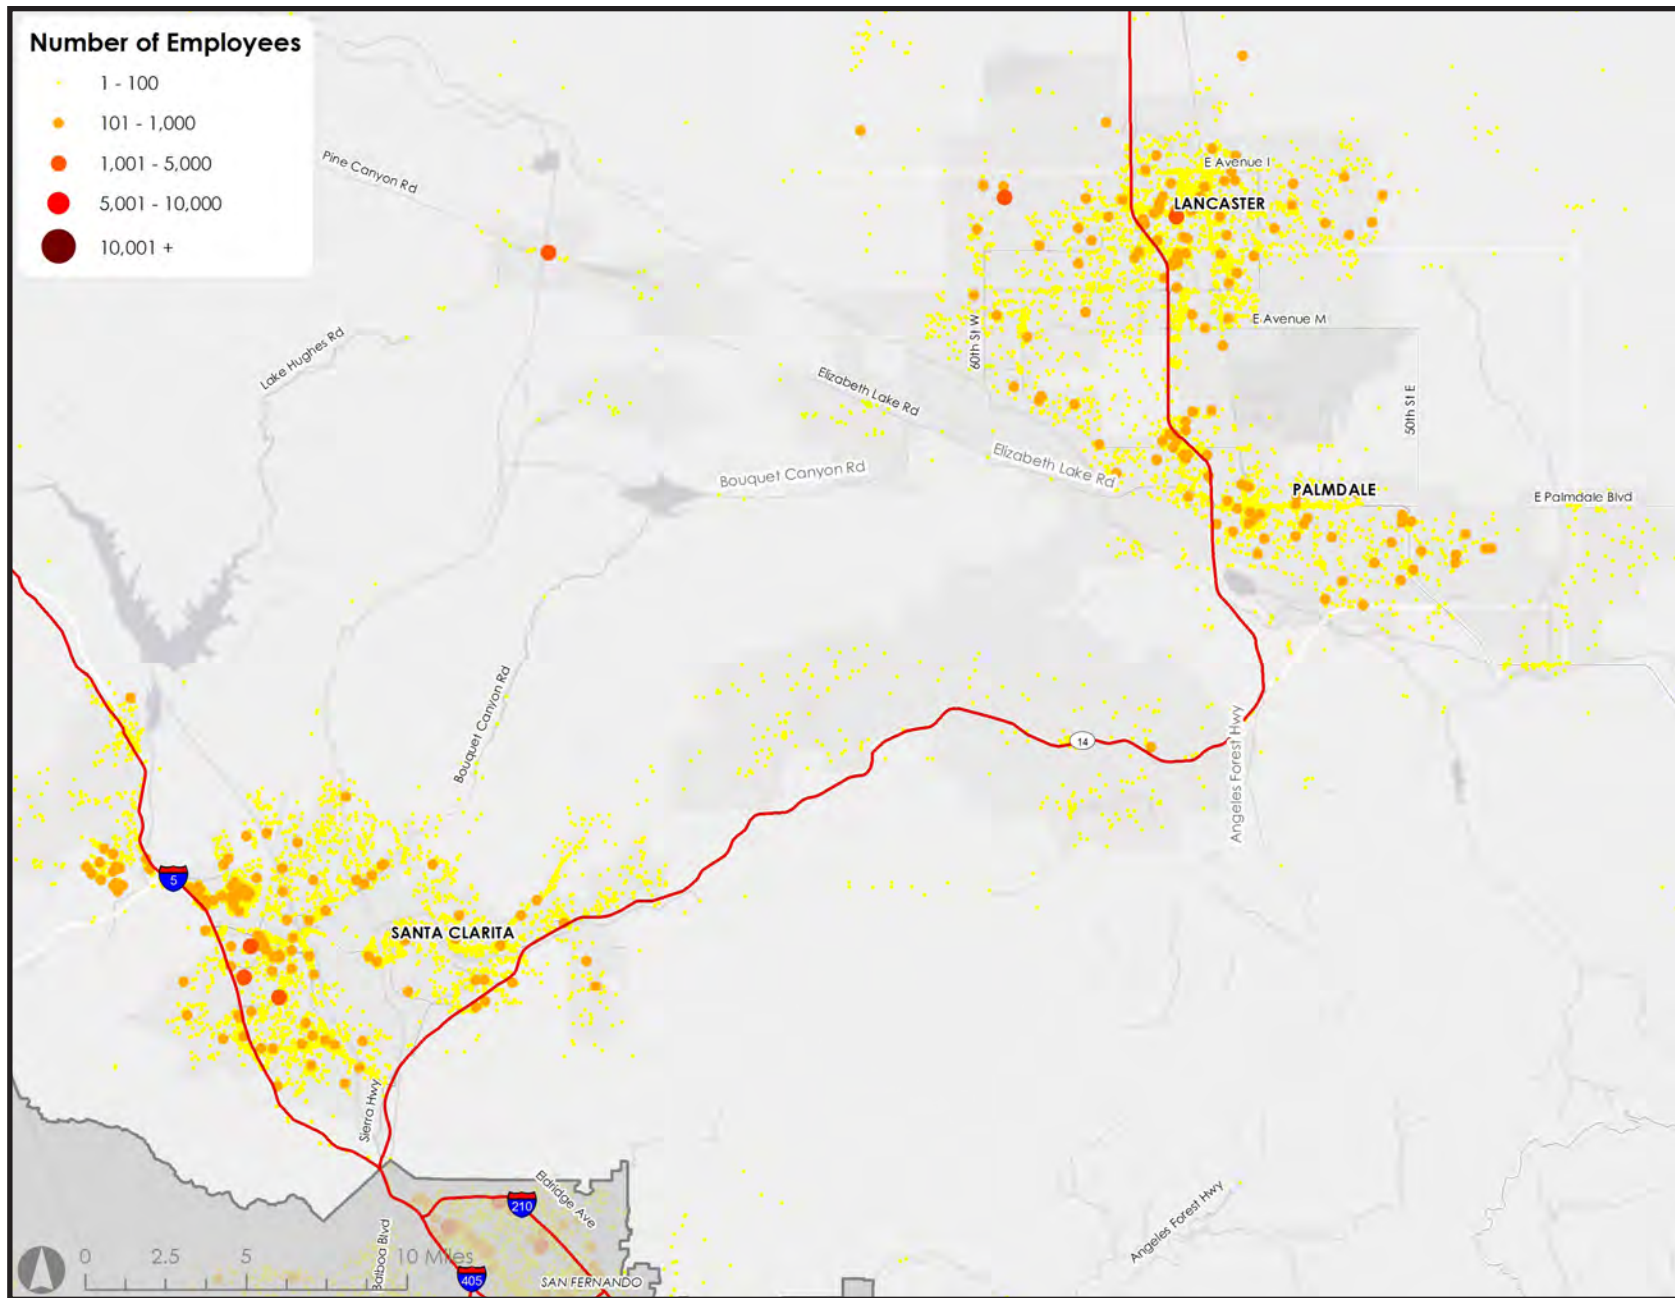 Number of Employees
1 - 100
101 - 1,000
1,001 - 5,000
5,001 - 10,000
10,001 +
Pine Canyon Rd
E Avenue I
LANCASTER
Lake Hughes Rd
60th St W
E Avenue M
Elizabeth Lake Rd
50th St E
Elizabeth Lake Rd
Bouquet Canyon Rd
PALMDALE
E Palmdale Blvd
Bouquet Canyon Rd
14
Angeles Forest Hwy
5
SANTA CLARITA
Sierra Hwy
Eldridge Ave
210
Angeles Forest Hwy
Balboa Blvd
0 2.5 5 10 Miles
405
SAN FERNANDO